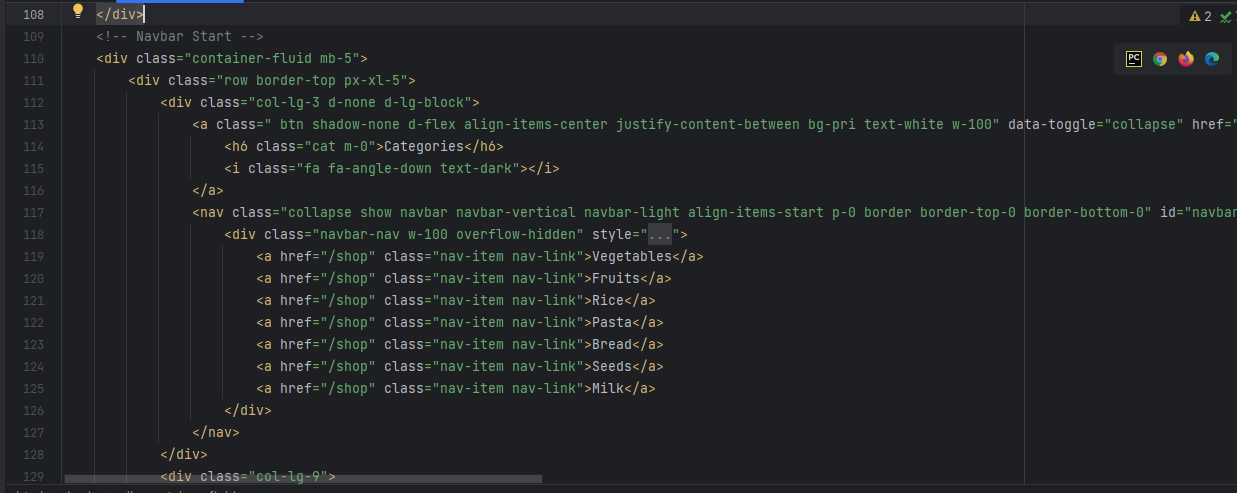 108 </div>
2
109 <!-- Navbar Start -->
110 <div class="container-fluid mb-5">
PC
111 <div class="row border-top px-xl-5">
112 <div class="col-lg-3 d-none d-lg-block">
113 <a class=" btn shadow-none d-flex align-items-center justify-content-between bg-pri text-white w-100" data-toggle="collapse" href="
114 <h6 class="cat m-0">Categories</h6>
115 <i class="fa fa-angle-down text-dark"></i>
116 </a>
117 <nav class="collapse show navbar navbar-vertical navbar-light align-items-start p-0 border border-top-0 border-bottom-0" id="navbar
118 <div class="navbar-nav w-100 overflow-hidden" style="...">
119 <a href="/shop" class="nav-item nav-link">Vegetables</a>
120 <a href="/shop" class="nav-item nav-link">Fruits</a>
121 <a href="/shop" class="nav-item nav-link">Rice</a>
122 <a href="/shop" class="nav-item nav-link">Pasta</a>
123 <a href="/shop" class="nav-item nav-link">Bread</a>
124 <a href="/shop" class="nav-item nav-link">Seeds</a>
125 <a href="/shop" class="nav-item nav-link">Milk</a>
126 </div>
127 </nav>
128 </div>
129 <div class="col-lg-9">